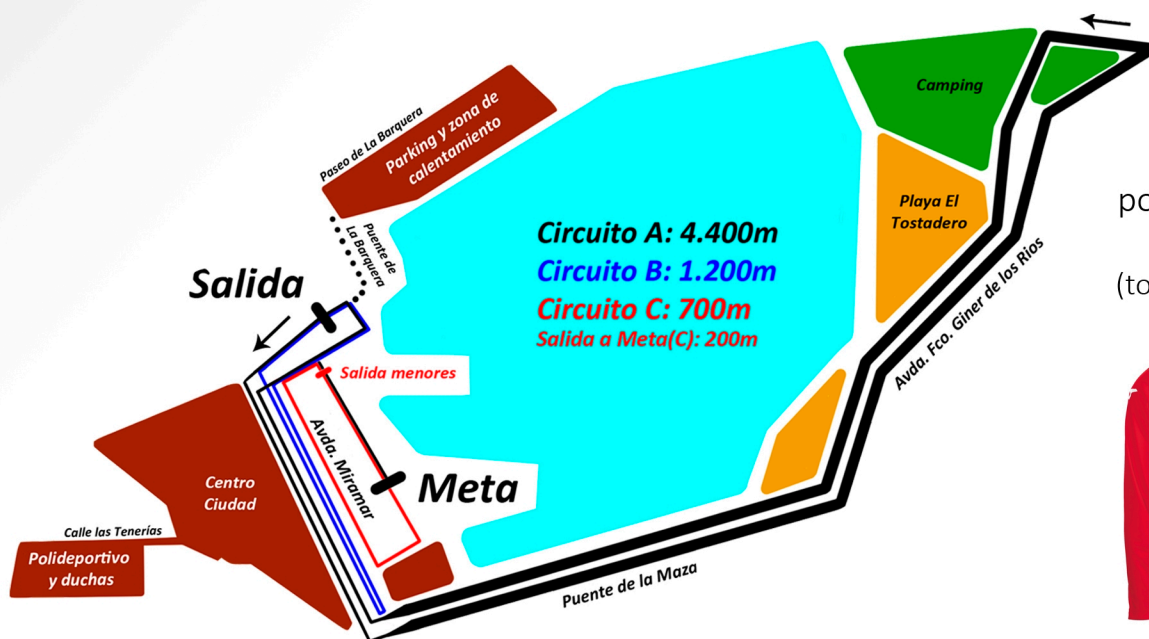 Camping
Paseo de La Barquera
Parking y zona de
calentamiento
Puente de
La Barquera
Playa El
Tostadero
Circuito A: 4.400m
Circuito B: 1.200m
Circuito C: 700m
Salida a Meta(C): 200m
Salida
Avda. Fco. Giner de los Rios
Salida menores
Avda. Miramar
Meta
Centro
Ciudad
Calle las Tenerías
Polideportivo
y duchas
Puente de la Maza
po
(to